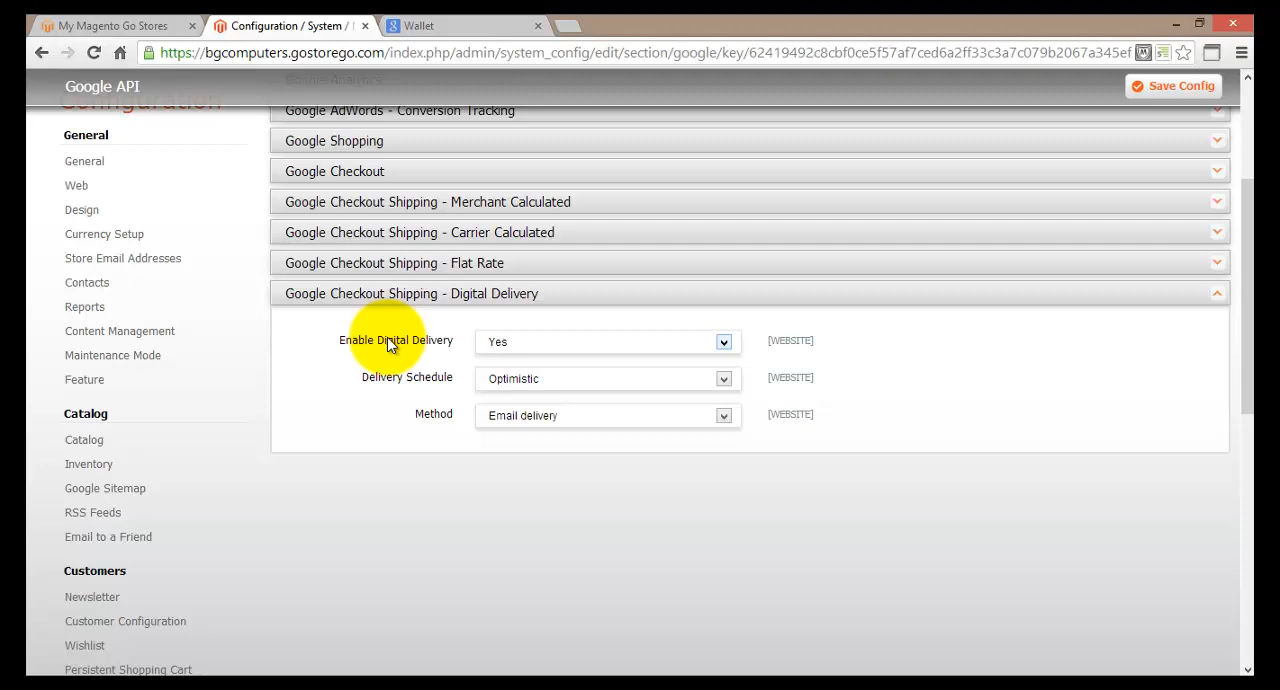 My Magento Go Stores
Configuration / System /
Wallet
https://bgcomputers.gostorego.com/index.php/admin/system_config/edit/section/google/key/62419492c8cbf0ce5f57af7ced6a2ff33c3a7c079b2067a345ef
Google API
Save Config
Configuration
Google Analytics
General
Google AdWords - Conversion Tracking
Google Shopping
General
Google Checkout
Web
Google Checkout Shipping - Merchant Calculated
Design
Google Checkout Shipping - Carrier Calculated
Currency Setup
Google Checkout Shipping - Flat Rate
Store Email Addresses
Contacts
Google Checkout Shipping - Digital Delivery
Reports
Content Management
Enable Digital Delivery Yes [WEBSITE]
Maintenance Mode
Feature
Delivery Schedule Optimistic [WEBSITE]
Method Email delivery [WEBSITE]
Catalog
Catalog
Inventory
Google Sitemap
RSS Feeds
Email to a Friend
Customers
Newsletter
Customer Configuration
Wishlist
Persistent Shopping Cart